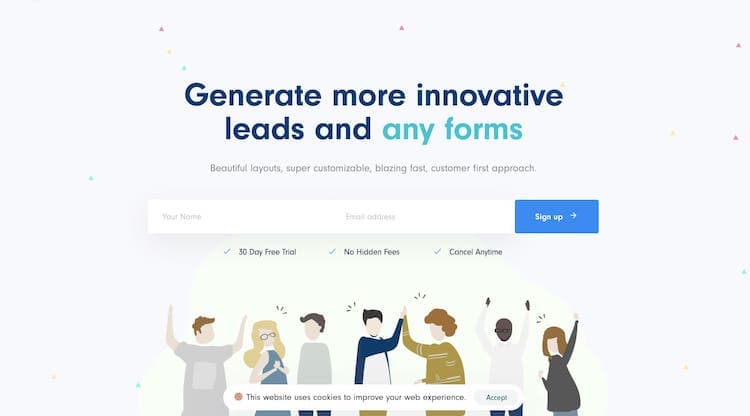 Generate more innovative
leads and any forms
Beautiful layouts, super customizable, blazing fast, customer first approach.
Your Name
Email address
Sign up
30 Day Free Trial
No Hidden Fees
Cancel Anytime
This website uses cookies to improve your web experience.
Accept